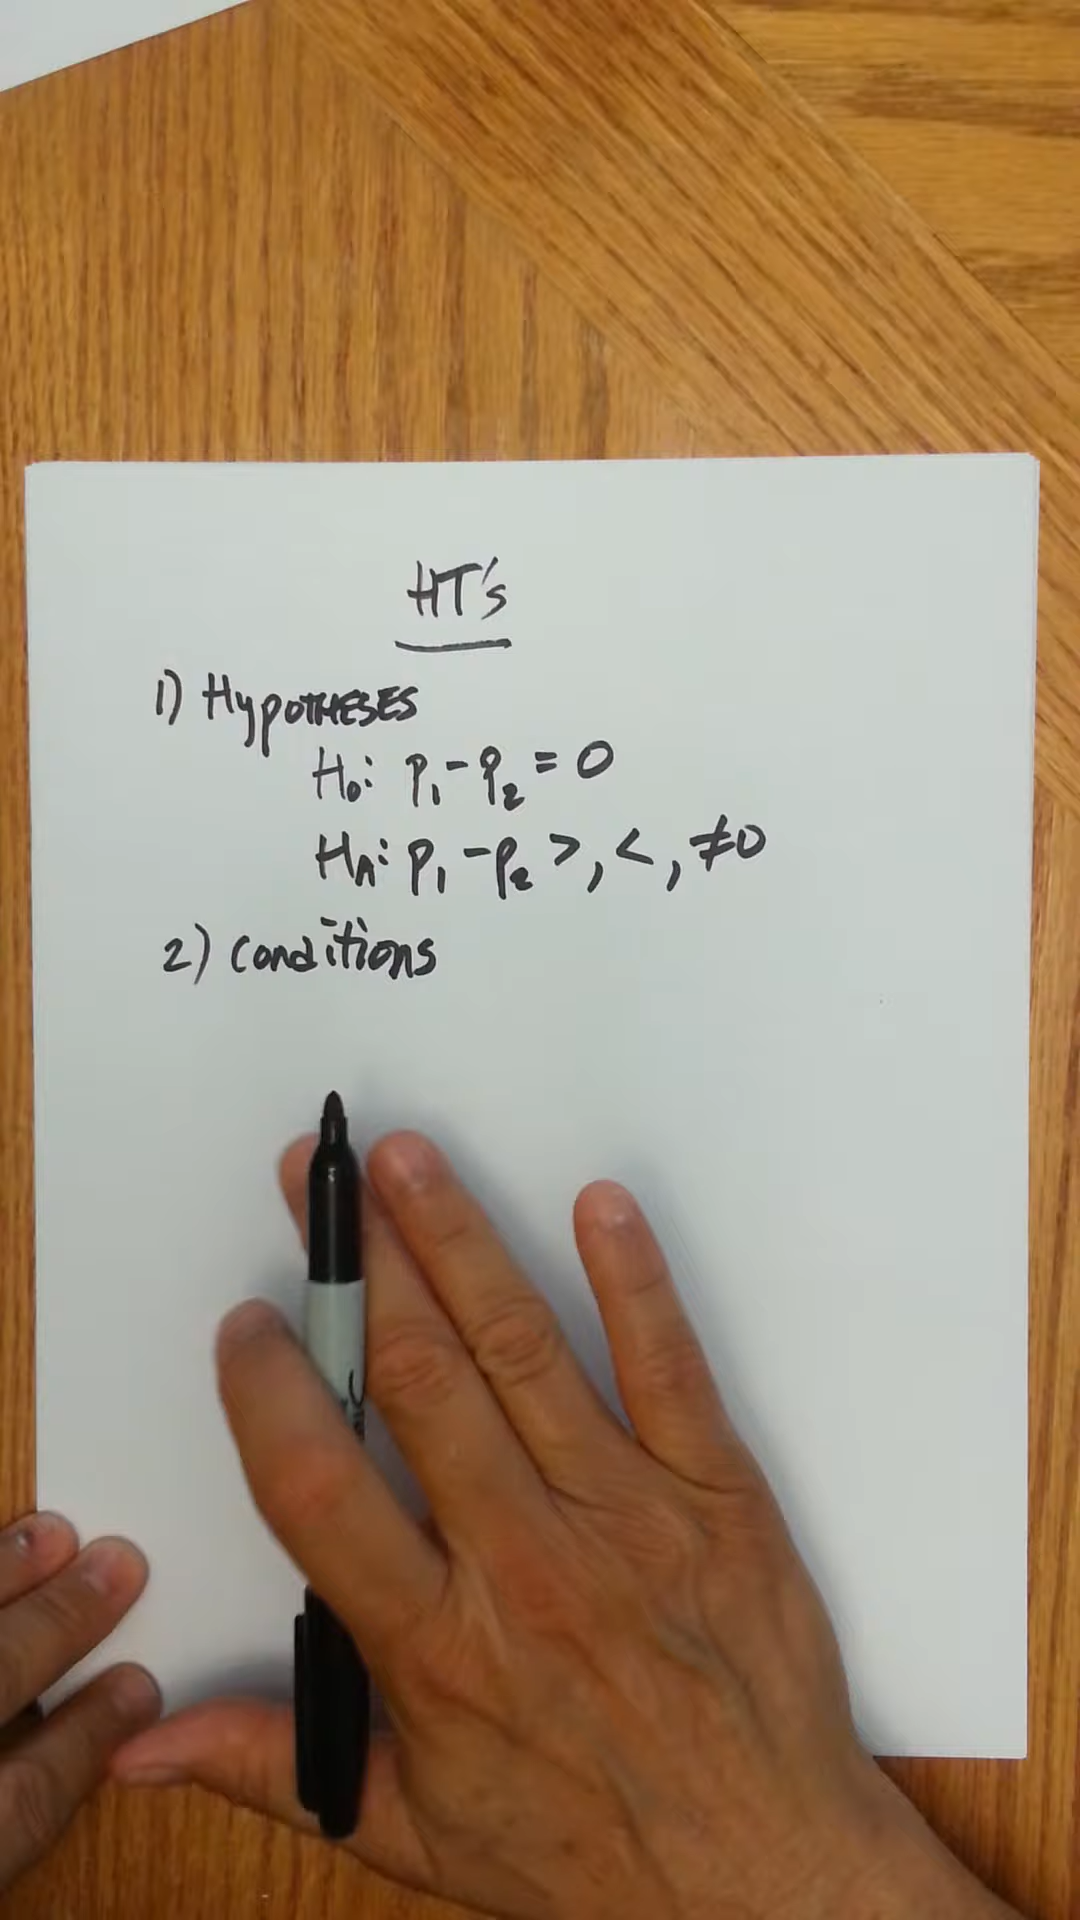 HT's
1) HypOTHESES
H₀: p₁-p₂ = 0
Hₐ: p₁-p₂ >, <, ≠0
2) Conditions